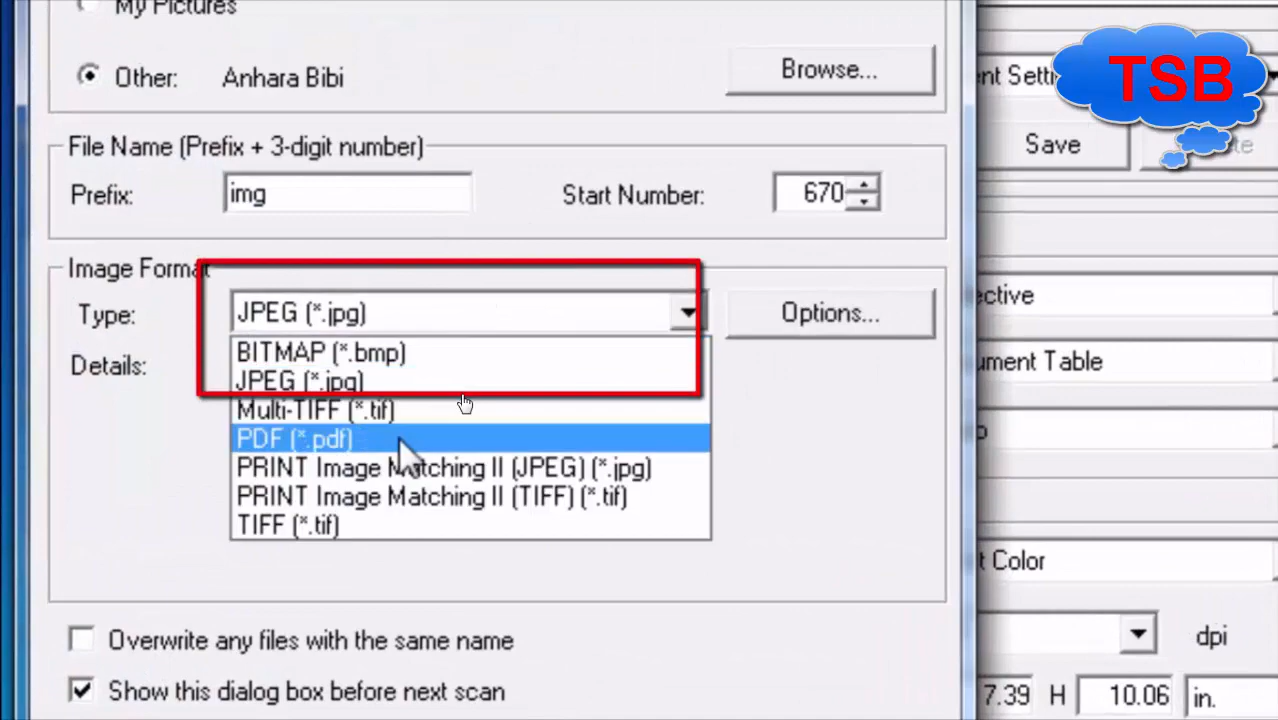 My Pictures
Other: Anhara Bibi Browse...
File Name (Prefix + 3-digit number)
Prefix: img Start Number: 670
Image Format
Type: JPEG (*.jpg) Options...
Details:
BITMAP (*.bmp)
JPEG (*.jpg)
Multi-TIFF (*.tif)
PDF (*.pdf)
PRINT Image Matching II (JPEG) (*.jpg)
PRINT Image Matching II (TIFF) (*.tif)
TIFF (*.tif)
Overwrite any files with the same name
Show this dialog box before next scan
TSB
Save
dpi
7.39 H 10.06 in.
Color
Table